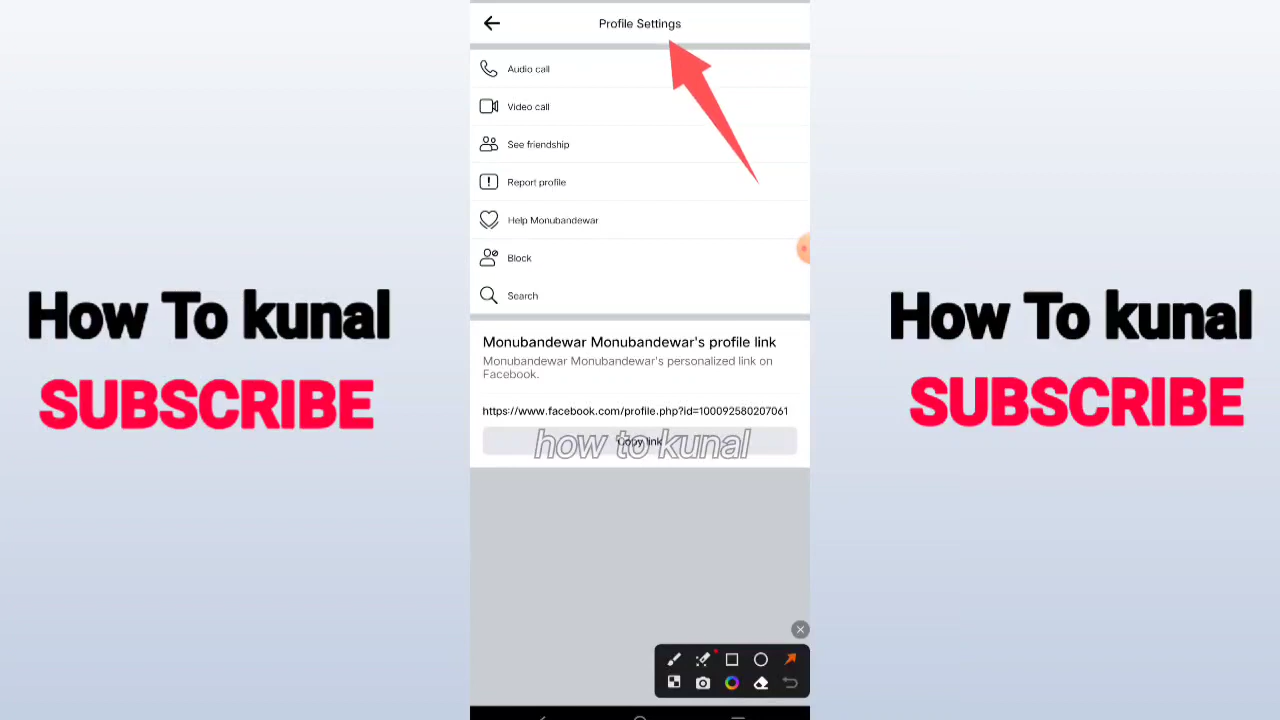 Profile Settings
Audio call
Video call
See friendship
Report profile
Help Monubandewar
Block
Search
Monubandewar Monubandewar's profile link
Monubandewar Monubandewar's personalized link on
Facebook.
https://www.facebook.com/profile.php?id=100092580207061
Copy link
how to kunal
How To kunal
SUBSCRIBE
How To kunal
SUBSCRIBE